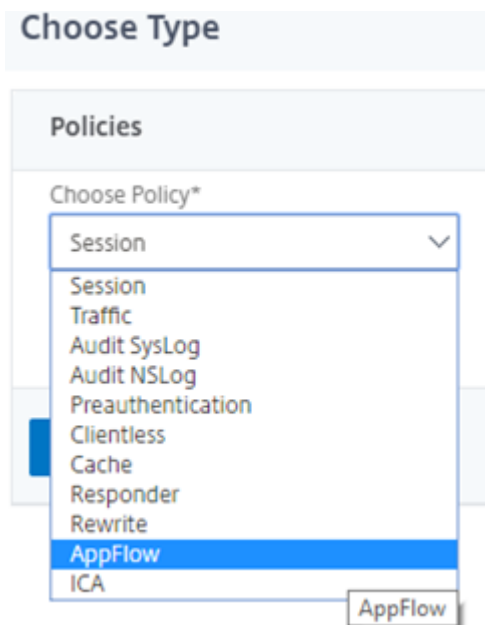 Choose Type
Policies
Choose Policy*
Session
Session
Traffic
Audit SysLog
Audit NSLog
Preauthentication
Clientless
Cache
Responder
Rewrite
AppFlow
ICA
AppFlow